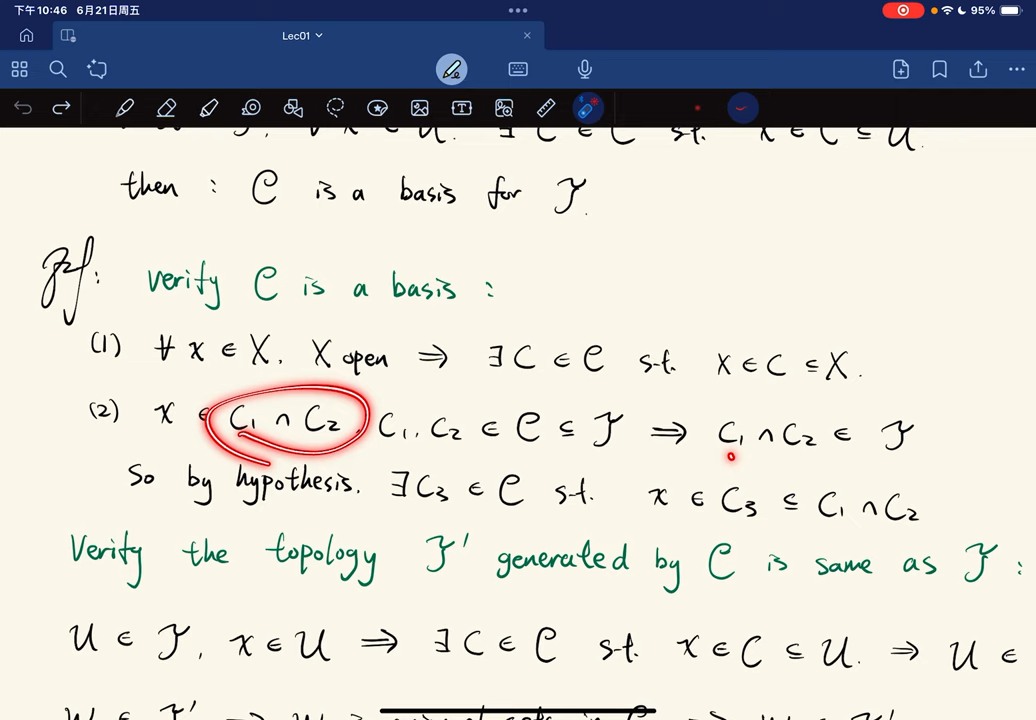 下午10:46 6月21日周五
95%
Lec01
∀ x ∈ U. ∃ C ∈ 𝒞 st. x ∈ C ⊆ U
then : 𝒞 is a basis for 𝒯.
Pf: verify 𝒞 is a basis :
(1) ∀ x ∈ X. X open ⇒ ∃ C ∈ 𝒞 s.t. x ∈ C ⊆ X.
(2) x ∈ C₁ ∩ C₂, C₁, C₂ ∈ 𝒞 ⊆ 𝒯 ⇒ C₁ ∩ C₂ ∈ 𝒯
So by hypothesis. ∃ C₃ ∈ 𝒞 st. x ∈ C₃ ⊆ C₁ ∩ C₂
Verify the topology 𝒯' generated by 𝒞 is same as 𝒯 :
U ∈ 𝒯, x ∈ U ⇒ ∃ C ∈ 𝒞 s.t. x ∈ C ⊆ U. ⇒ U ∈